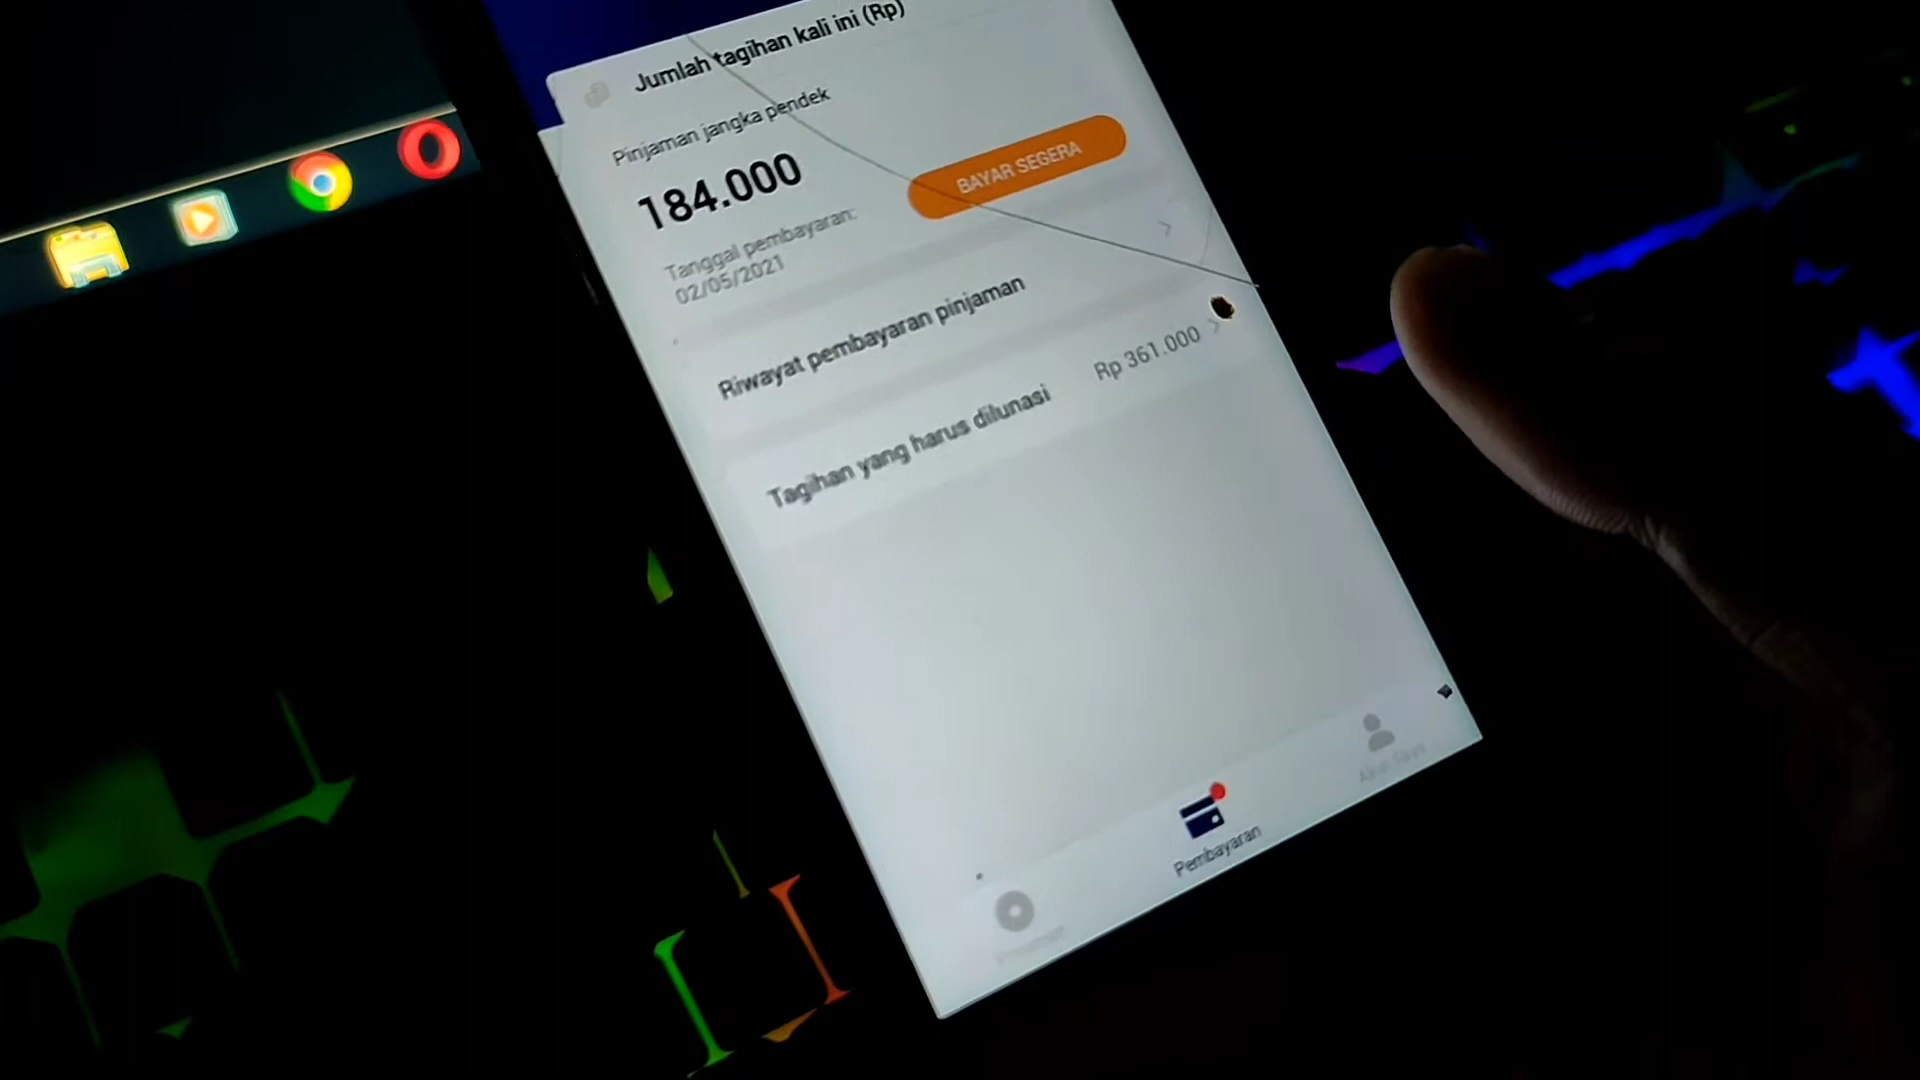 Jumlah tagihan kali ini (Rp)
Pinjaman jangka pendek
184.000
BAYAR SEGERA
Tanggal pembayaran:
02/05/2021
Riwayat pembayaran pinjaman
Tagihan yang harus dilunasi
Rp 361.000
Pembayaran